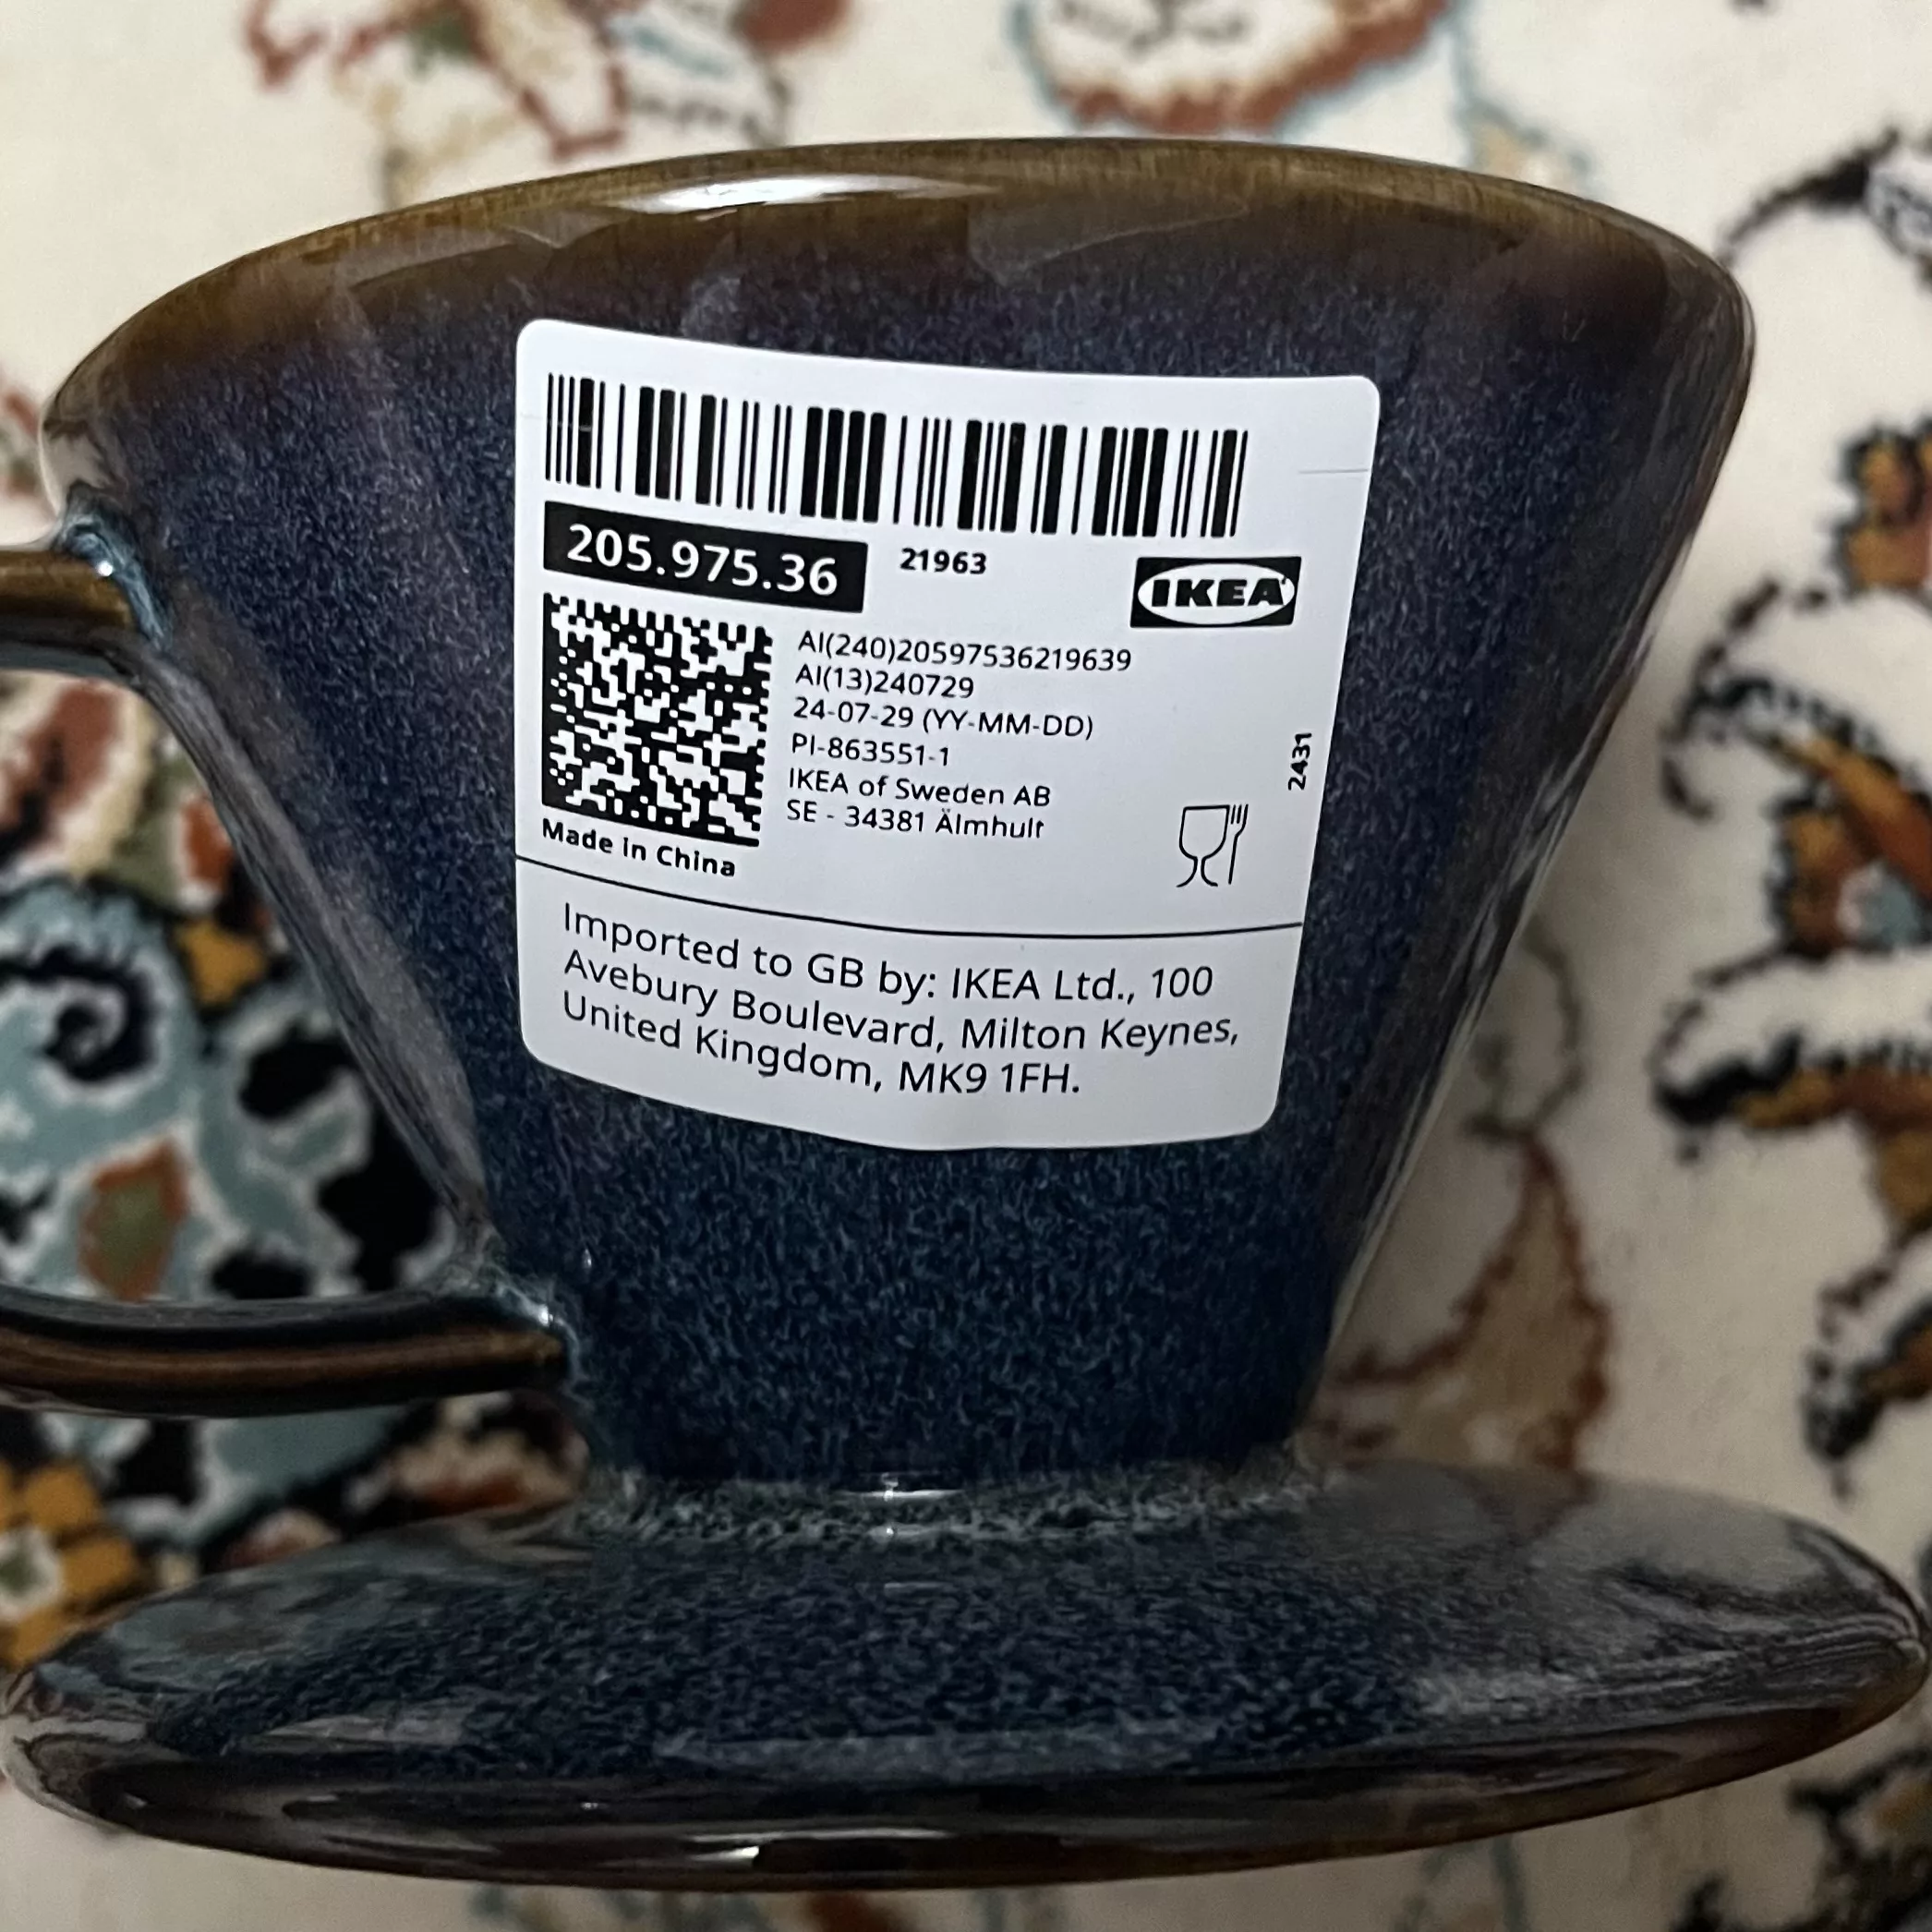 205.975.36
21963
IKEA
AI(240)20597536219639
AI(13)240729
24-07-29 (YY-MM-DD)
PI-863551-1
IKEA of Sweden AB
SE - 34381 Älmhult
2431
Made in China
Imported to GB by: IKEA Ltd., 100
Avebury Boulevard, Milton Keynes,
United Kingdom, MK9 1FH.